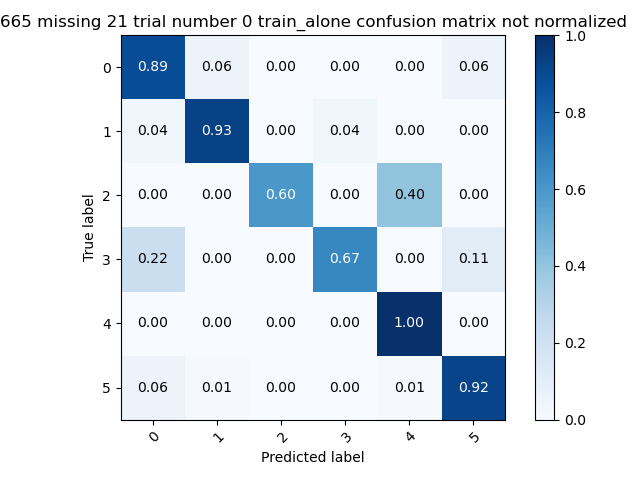 665 missing 21 trial number 0 train_alone confusion matrix not normalized
0 0.89 0.06 0.00 0.00 0.00 0.06
1 0.04 0.93 0.00 0.04 0.00 0.00
2 0.00 0.00 0.60 0.00 0.40 0.00
3 0.22 0.00 0.00 0.67 0.00 0.11
4 0.00 0.00 0.00 0.00 1.00 0.00
5 0.06 0.01 0.00 0.00 0.01 0.92
0 1 2 3 4 5
True label
Predicted label
1.0
0.8
0.6
0.4
0.2
0.0